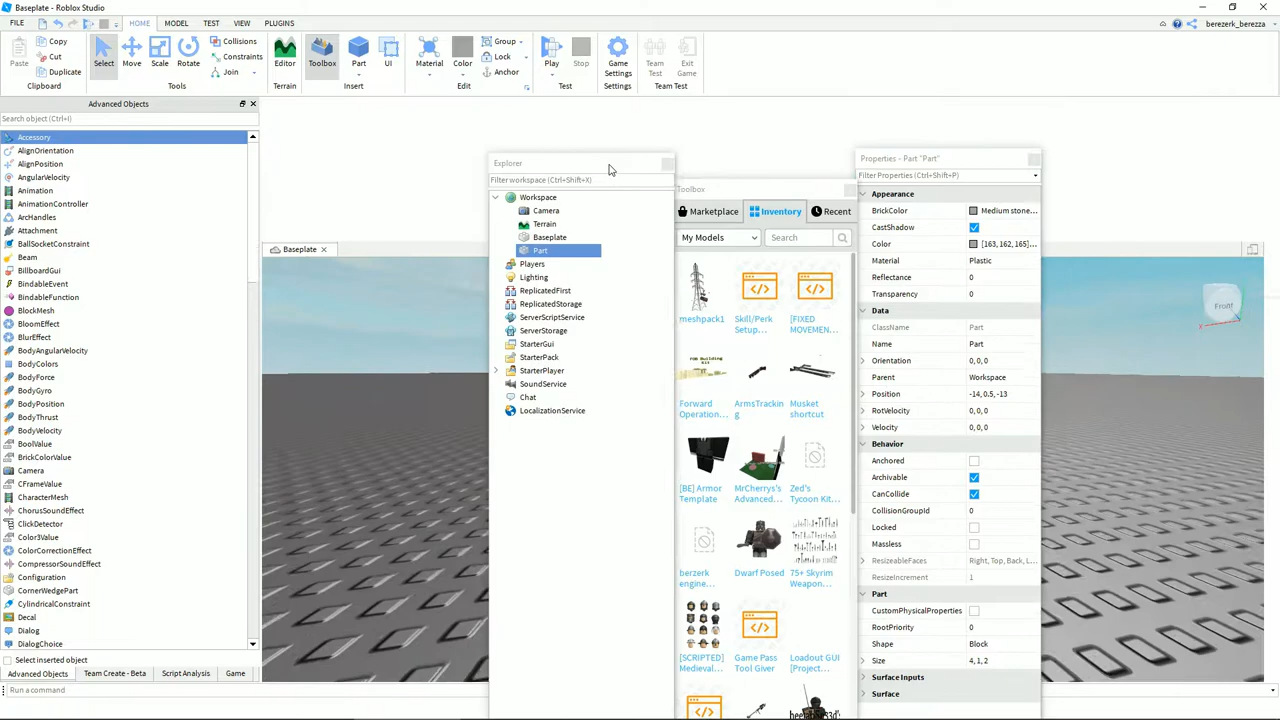 Baseplate - Roblox Studio
FILE HOME MODEL TEST VIEW PLUGINS berezerk_berezza
Paste Copy Cut Duplicate Clipboard
Select Move Scale Rotate Collisions Constraints Join Tools
Editor Terrain
Toolbox Part UI Insert
Material Color Group Lock Anchor Edit
Play Stop Test
Game Settings Settings
Team Test Exit Game Team Test
Advanced Objects
Search object (Ctrl+I)
Accessory
AlignOrientation
AlignPosition
AngularVelocity
Animation
AnimationController
ArcHandles
Attachment
BallSocketConstraint
Beam
BillboardGui
BindableEvent
BindableFunction
BlockMesh
BloomEffect
BlurEffect
BodyAngularVelocity
BodyColors
BodyForce
BodyGyro
BodyPosition
BodyThrust
BodyVelocity
BoolValue
BrickColorValue
Camera
CFrameValue
CharacterMesh
ChorusSoundEffect
ClickDetector
Color3Value
ColorCorrectionEffect
CompressorSoundEffect
Configuration
CornerWedgePart
CylindricalConstraint
Decal
Dialog
DialogChoice
Select inserted object
Advanced Objects Team Create - Beta Script Analysis Game
Run a command
Baseplate
Explorer
Filter workspace (Ctrl+Shift+X)
Workspace
Camera
Terrain
Baseplate
Part
Players
Lighting
ReplicatedFirst
ReplicatedStorage
ServerScriptService
ServerStorage
StarterGui
StarterPack
StarterPlayer
SoundService
Chat
LocalizationService
Toolbox
Marketplace Inventory Recent
My Models Search
meshpack1 Skill/Perk Setup... [FIXED MOVEMEN...
Forward Operation... ArmsTracking Musket shortcut
[BE] Armor Template MrCherry's Advanced... Zed's Tycoon Kit...
berzerk engine... Dwarf Posed 75+ Skyrim Weapon...
[SCRIPTED] Medieval... Game Pass Tool Giver Loadout GUI [Project...
Properties - Part "Part"
Filter Properties (Ctrl+Shift+P)
Appearance
BrickColor Medium stone...
CastShadow
Color [163, 162, 165]...
Material Plastic
Reflectance 0
Transparency 0
Data
ClassName Part
Name Part
Orientation 0, 0, 0
Parent Workspace
Position -14, 0.5, -13
RotVelocity 0, 0, 0
Velocity 0, 0, 0
Behavior
Anchored
Archivable
CanCollide
CollisionGroupId 0
Locked
Massless
ResizeableFaces Right, Top, Back, L...
ResizeIncrement 1
Part
CustomPhysicalProperties
RootPriority 0
Shape Block
Size 4, 1, 2
Surface Inputs
Surface
Front
X